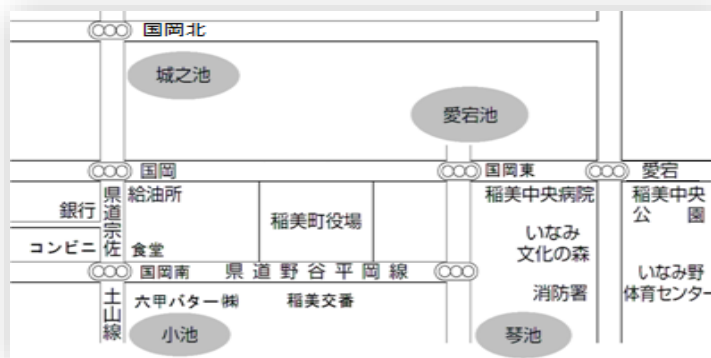 国岡北
城之池
愛宕池
国岡
国岡東
愛宕
県道宗佐土山線
給油所
銀行
稲美町役場
稲美中央病院
稲美中央
公園
いなみ
文化の森
コンビニ
食堂
国岡南
県道野谷平岡線
いなみ野
体育センター
消防署
六甲バター㈱
稲美交番
小池
琴池